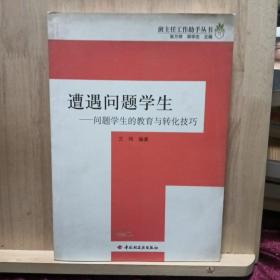 班主任工作助手丛书
遭遇问题学生
——问题学生的教育与转化技巧
编著
中国轻工业出版社